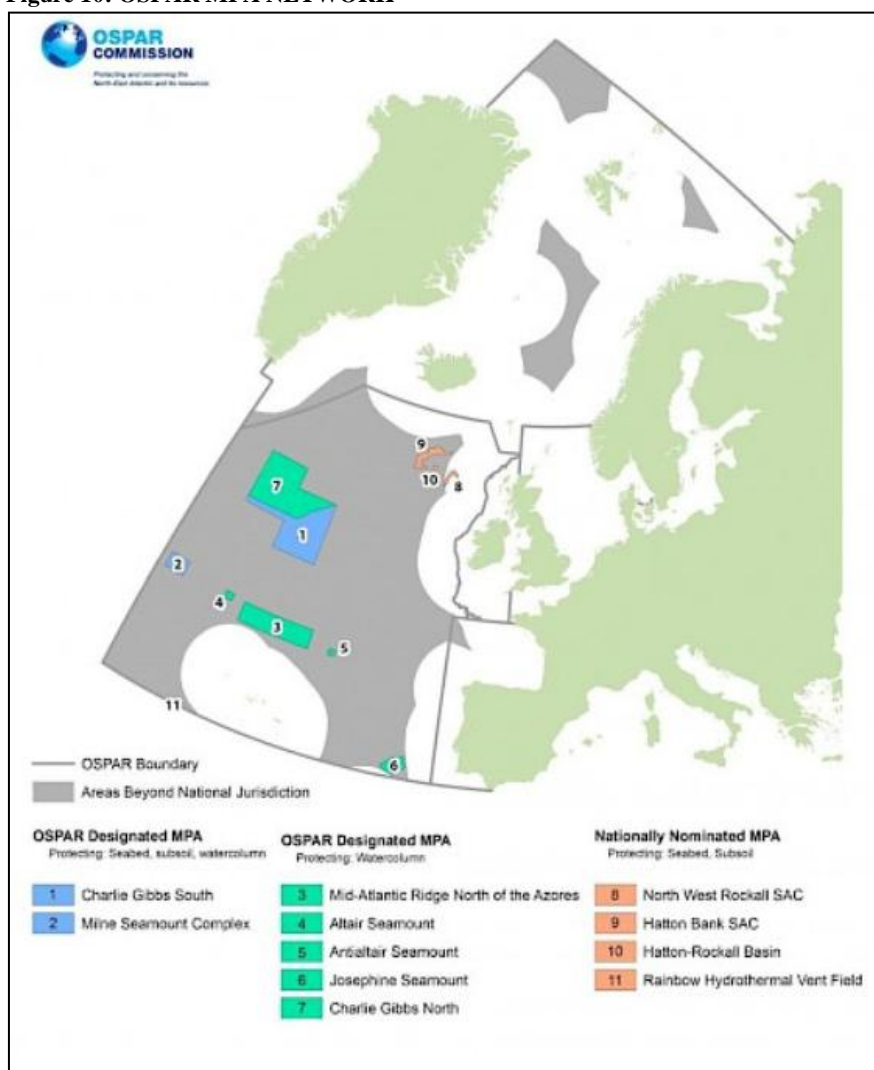 Figure 10: OSPAR MPA NETWORK
OSPAR
COMMISSION
Protecting and conserving the
North-East Atlantic and its resources
9
10
8
7
1
2
4
3
5
11
6
OSPAR Boundary
Areas Beyond National Jurisdiction
OSPAR Designated MPA
Protecting: Seabed, subsoil, watercolumn
1 Charlie Gibbs South
2 Milne Seamount Complex
OSPAR Designated MPA
Protecting: Watercolumn
3 Mid-Atlantic Ridge North of the Azores
4 Altair Seamount
5 Antialtair Seamount
6 Josephine Seamount
7 Charlie Gibbs North
Nationally Nominated MPA
Protecting: Seabed, Subsoil
8 North West Rockall SAC
9 Hatton Bank SAC
10 Hatton-Rockall Basin
11 Rainbow Hydrothermal Vent Field